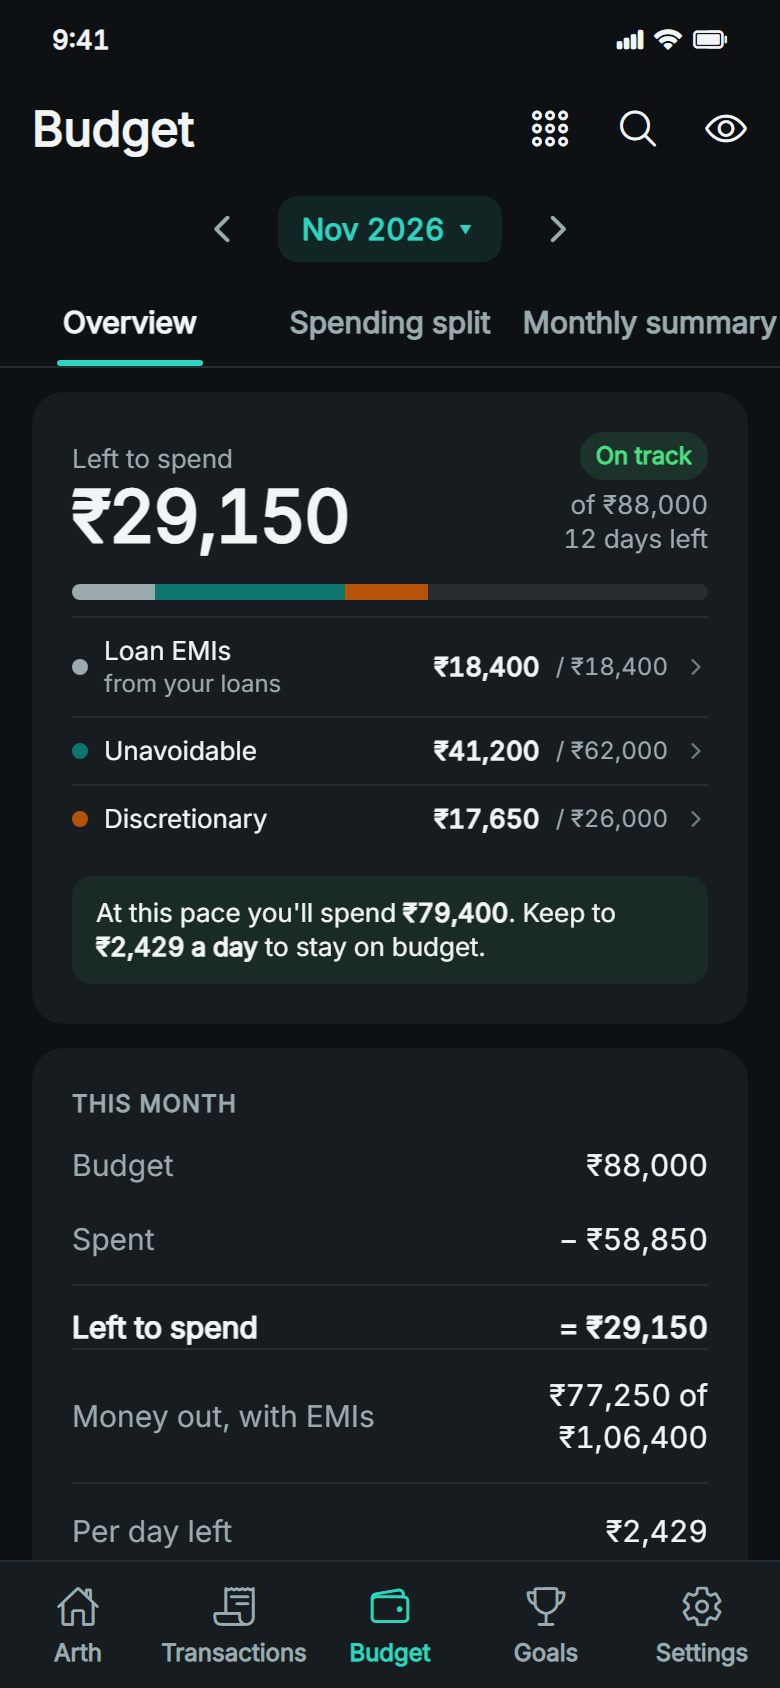 9:41
Budget
Nov 2026
Overview
Spending split
Monthly summary
Left to spend
On track
₹29,150
of ₹88,000
12 days left
Loan EMIs
from your loans
₹18,400 / ₹18,400
Unavoidable ₹41,200 / ₹62,000
Discretionary ₹17,650 / ₹26,000
At this pace you'll spend ₹79,400. Keep to
₹2,429 a day to stay on budget.
THIS MONTH
Budget ₹88,000
Spent − ₹58,850
Left to spend = ₹29,150
Money out, with EMIs ₹77,250 of
₹1,06,400
Per day left ₹2,429
Arth
Transactions
Budget
Goals
Settings